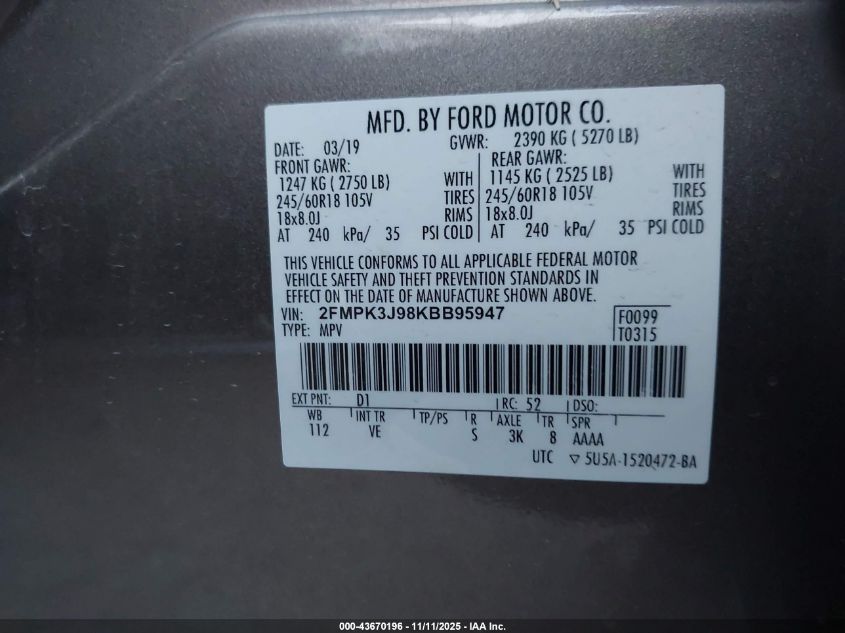 MFD. BY FORD MOTOR CO.
DATE: 03/19 GVWR: 2390 KG ( 5270 LB)
FRONT GAWR: REAR GAWR:
1247 KG ( 2750 LB) WITH 1145 KG ( 2525 LB) WITH
245/60R18 105V TIRES 245/60R18 105V TIRES
18x8.0J RIMS 18x8.0J RIMS
AT 240 kPa/ 35 PSI COLD AT 240 kPa/ 35 PSI COLD
THIS VEHICLE CONFORMS TO ALL APPLICABLE FEDERAL MOTOR
VEHICLE SAFETY AND THEFT PREVENTION STANDARDS IN
EFFECT ON THE DATE OF MANUFACTURE SHOWN ABOVE.
VIN: 2FMPK3J98KBB95947 F0099
TYPE: MPV T0315
EXT PNT: D1 RC: 52 DSO:
WB INT TR TP/PS R AXLE TR SPR
112 VE S 3K 8 AAAA
UTC ▽ 5U5A-1520472-BA
000-43670196 - 11/11/2025 - IAA Inc.